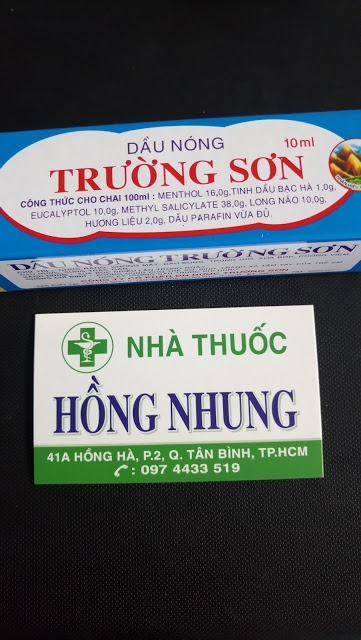 DẦU NÓNG
10ml
TRƯỜNG SƠN
CÔNG THỨC CHO CHAI 100ml : MENTHOL 16,0g,TINH DẦU BẠC HÀ 1,0g,
EUCALYPTOL 10,0g, METHYL SALICYLATE 38,0g, LONG NÃO 10,0g,
HƯƠNG LIỆU 2,0g, DẦU PARAFIN VỪA ĐỦ.
DẦU NÓNG TRƯỜNG SƠN
NHÀ THUỐC
HỒNG NHUNG
41A HỒNG HÀ, P.2, Q. TÂN BÌNH, TP.HCM
: 097 4433 519